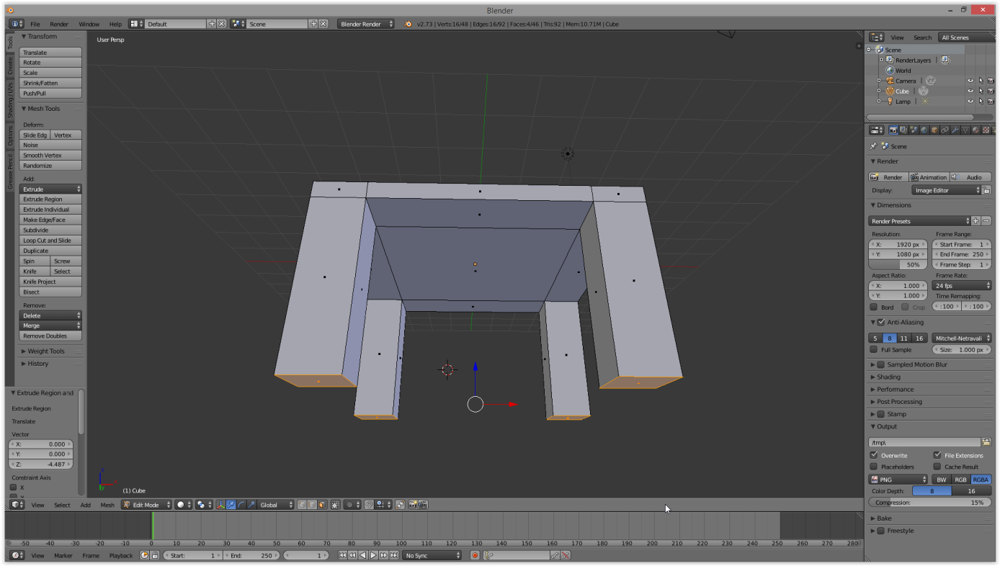 Blender
File Render Window Help Default Scene Blender Render v2.73 | Verts:16/48 | Edges:16/92 | Faces:4/46 | Tris:92 | Mem:10.71M | Cube
Tools
Create
Shading / UVs
Options
Grease Pencil
Transform
Translate
Rotate
Scale
Shrink/Fatten
Push/Pull
Mesh Tools
Deform:
Slide Edg Vertex
Noise
Smooth Vertex
Randomize
Add:
Extrude
Extrude Region
Extrude Individual
Make Edge/Face
Subdivide
Loop Cut and Slide
Duplicate
Spin Screw
Knife Select
Knife Project
Bisect
Remove:
Delete
Merge
Remove Doubles
Weight Tools
History
Extrude Region and
Extrude Region
Translate
Vector
X: 0.000
Y: 0.000
Z: -4.487
Constraint Axis
X
User Persp
z
(1) Cube
View Select Add Mesh Edit Mode Global
-50 -40 -30 -20 -10 0 10 20 30 40 50 60 70 80 90 100 110 120 130 140 150 160 170 180 190 200 210 220 230 240 250 260 270 280
View Marker Frame Playback Start: 1 End: 250 1 No Sync
View Search All Scenes
Scene
RenderLayers
World
Camera
Cube
Lamp
Scene
Render
Render Animation Audio
Display: Image Editor
Dimensions
Render Presets
Resolution: Frame Range:
X: 1920 px Start Frame: 1
Y: 1080 px End Frame: 250
50% Frame Step: 1
Aspect Ratio: Frame Rate:
X: 1.000 24 fps
Y: 1.000 Time Remapping:
Bord Crop :100 :100
Anti-Aliasing
5 8 11 16 Mitchell-Netravali
Full Sample Size: 1.000 px
Sampled Motion Blur
Shading
Performance
Post Processing
Stamp
Output
/tmp\
Overwrite File Extensions
Placeholders Cache Result
PNG BW RGB RGBA
Color Depth: 8 16
Compression: 15%
Bake
Freestyle